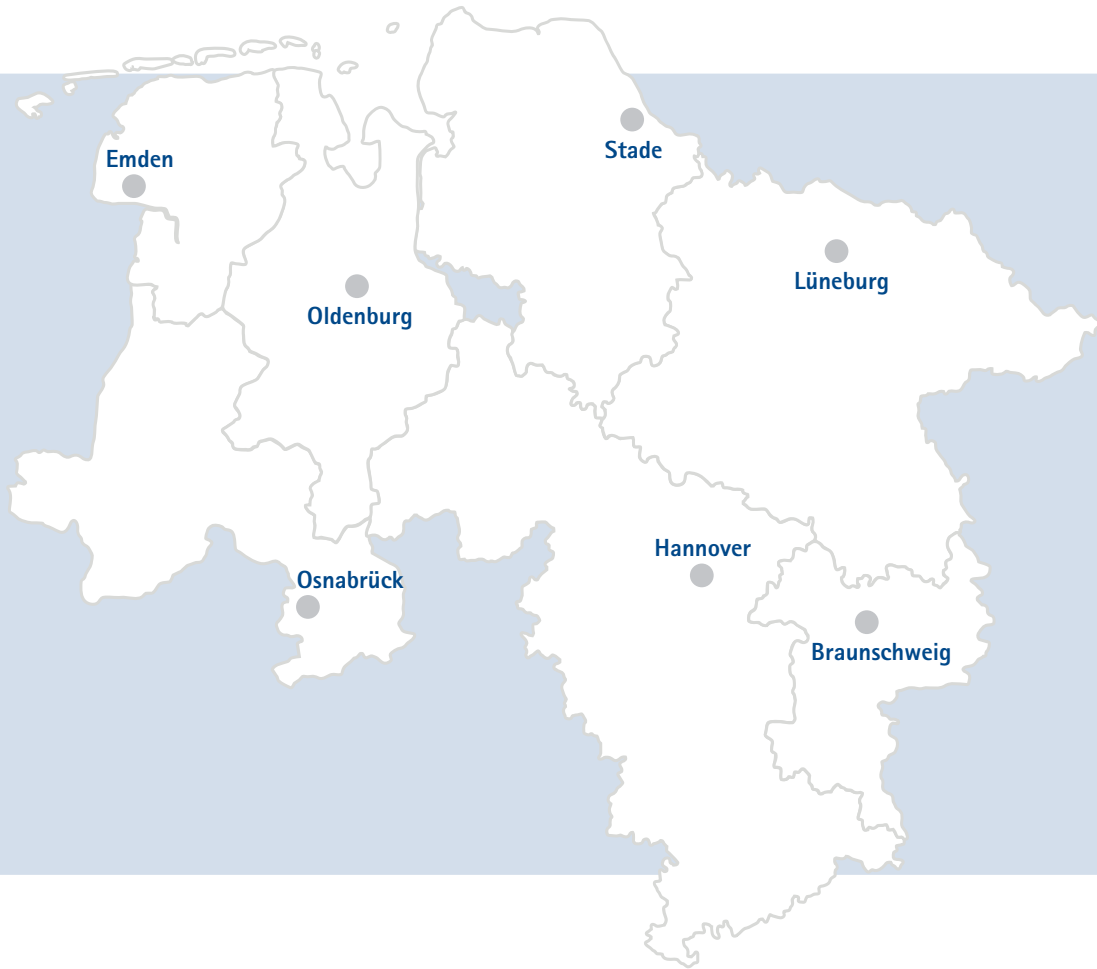 Stade
Emden
Lüneburg
Oldenburg
Hannover
Osnabrück
Braunschweig